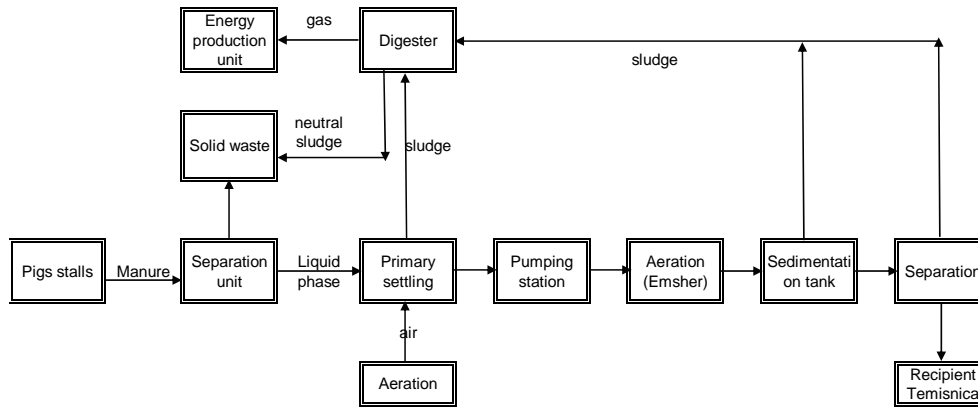 gas
Energy
production
unit
Digester
sludge
neutral
sludge
Solid waste
sludge
Pigs stalls
Manure
Separation
unit
Liquid
phase
Primary
settling
Pumping
station
Aeration
(Emsher)
Sedimentati
on tank
Separation
air
Aeration
Recipient
Temisnica